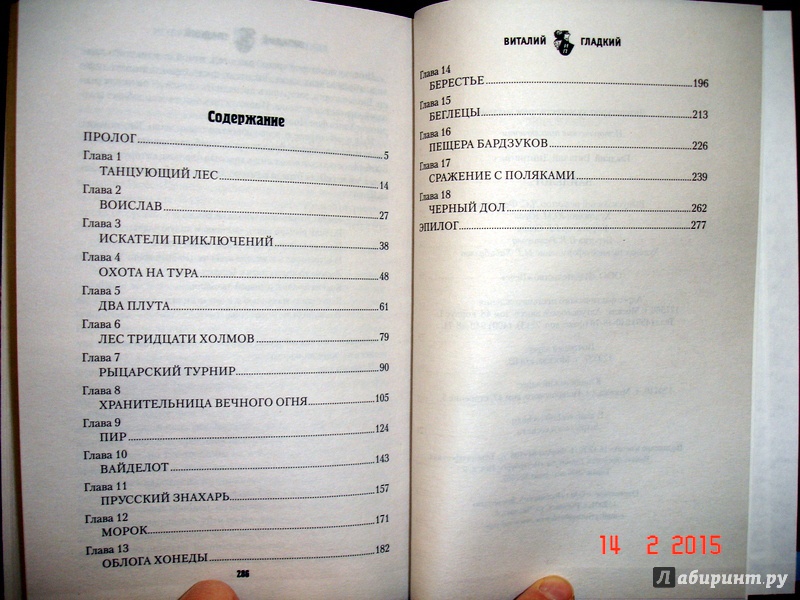 Содержание
ПРОЛОГ 5
Глава 1
ТАНЦУЮЩИЙ ЛЕС 14
Глава 2
ВОИСЛАВ 27
Глава 3
ИСКАТЕЛИ ПРИКЛЮЧЕНИЙ 38
Глава 4
ОХОТА НА ТУРА 48
Глава 5
ДВА ПЛУТА 61
Глава 6
ЛЕС ТРИДЦАТИ ХОЛМОВ 79
Глава 7
РЫЦАРСКИЙ ТУРНИР 90
Глава 8
ХРАНИТЕЛЬНИЦА ВЕЧНОГО ОГНЯ 105
Глава 9
ПИР 124
Глава 10
ВАЙДЕЛОТ 143
Глава 11
ПРУССКИЙ ЗНАХАРЬ 157
Глава 12
МОРОК 171
Глава 13
ОБЛОГА ХОНЕДЫ 182
286
ВИТАЛИЙ ГЛАДКИЙ
Глава 14
БЕРЕСТЬЕ 196
Глава 15
БЕГЛЕЦЫ 213
Глава 16
ПЕЩЕРА БАРДЗУКОВ 226
Глава 17
СРАЖЕНИЕ С ПОЛЯКАМИ 239
Глава 18
ЧЕРНЫЙ ДОЛ 262
ЭПИЛОГ 277
14 2 2015
Лабиринт.ру